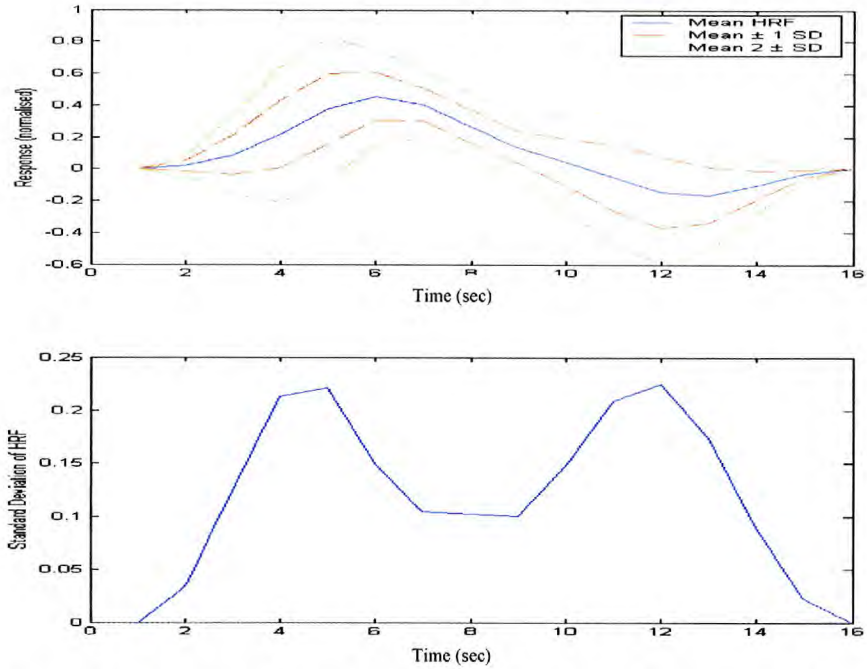 1
0.8
0.6
0.4
0.2
0
-0.2
-0.4
-0.6
Response (normalised)
Mean HRF
Mean ± 1 SD
Mean 2 ± SD
0 2 4 6 8 10 12 14 16
Time (sec)
0.25
0.2
0.15
0.1
0.05
0
Standard Deviation of HRF
0 2 4 6 8 10 12 14 16
Time (sec)